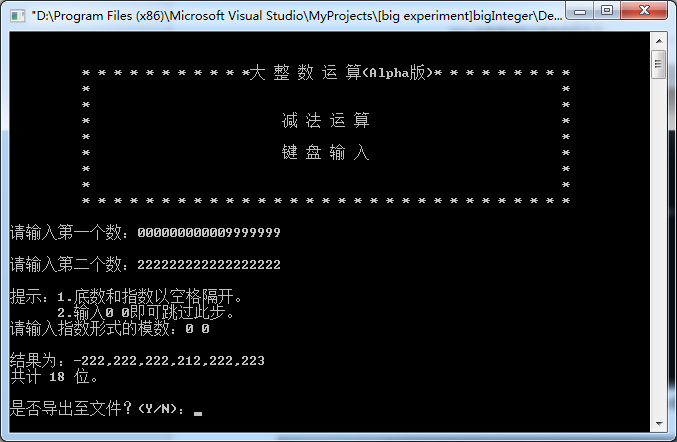 "D:\Program Files (x86)\Microsoft Visual Studio\MyProjects\[big experiment]bigInteger\De...
* * * * * * * * * * *大 整 数 运 算(Alpha版)* * * * * * * * *
* *
* *
* 减 法 运 算 *
* *
* 键 盘 输 入 *
* *
* *
* * * * * * * * * * * * * * * * * * * * * * * * * * * * * * *
请输入第一个数：000000000009999999
请输入第二个数：222222222222222222
提示：1.底数和指数以空格隔开。
2.输入0 0即可跳过此步。
请输入指数形式的模数：0 0
结果为：-222,222,222,212,222,223
共计 18 位。
是否导出至文件？(Y/N)：_